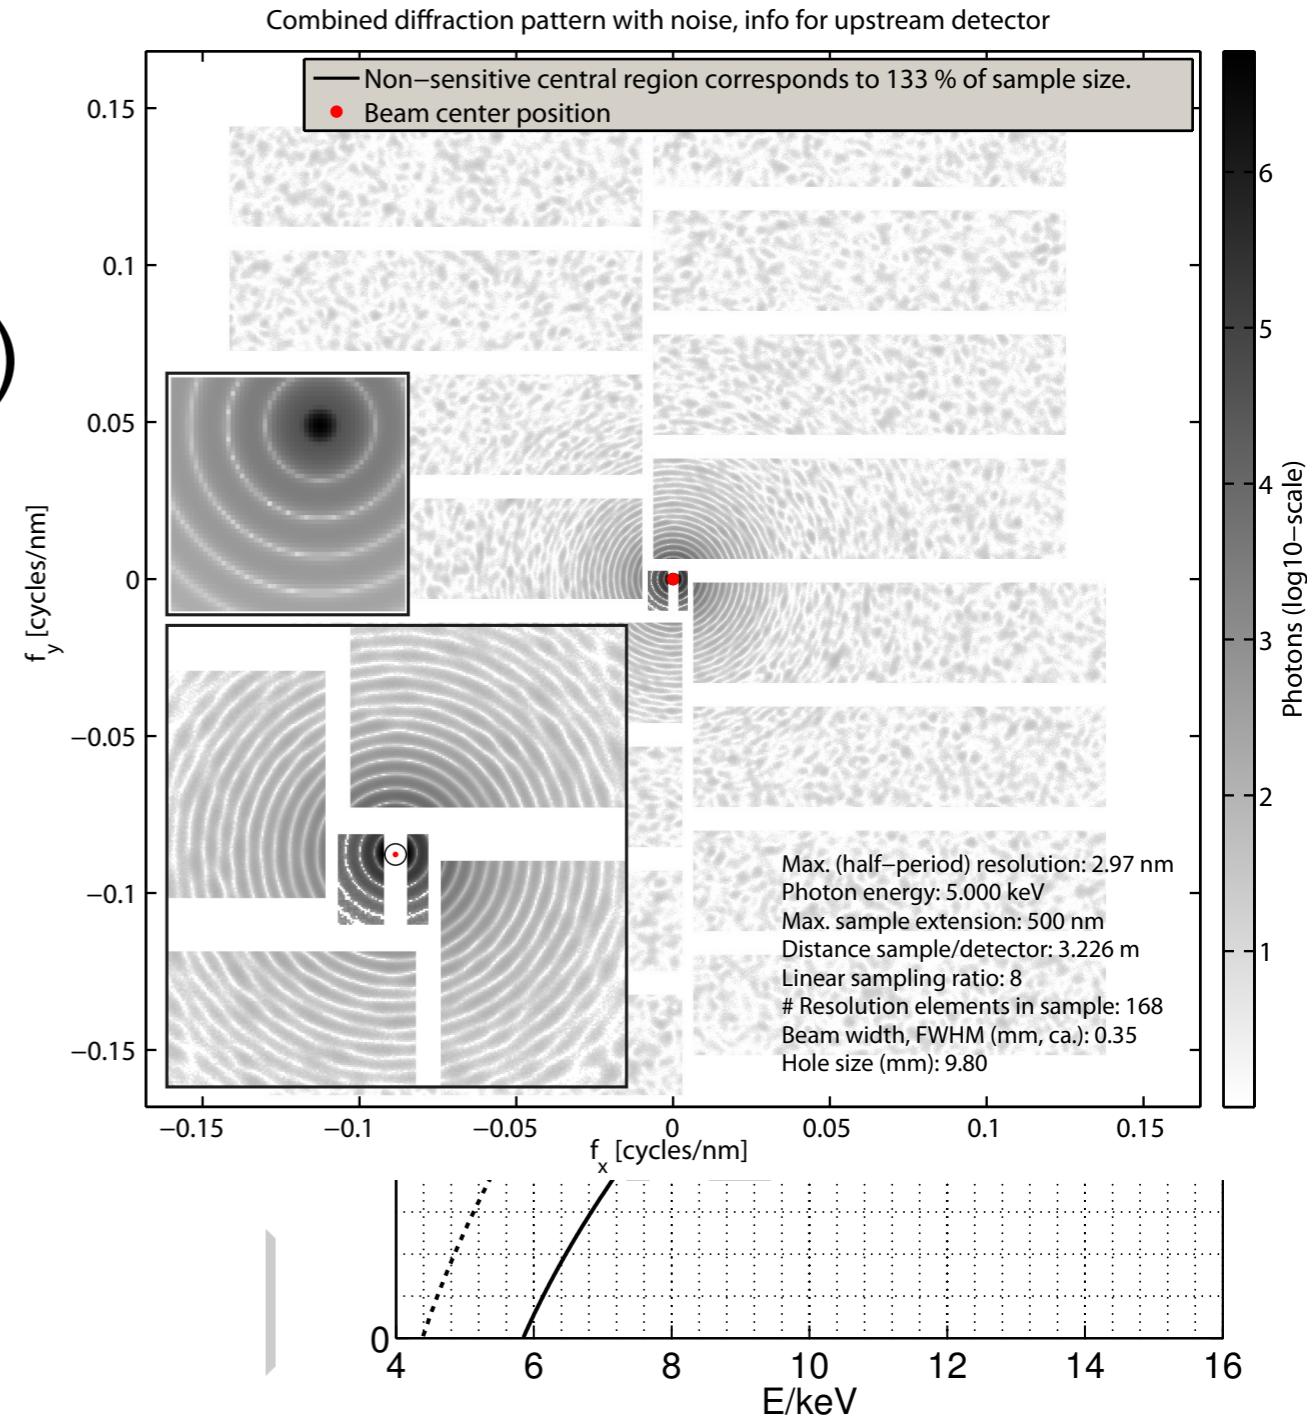 Combined diffraction pattern with noise, info for upstream detector
Non−sensitive central region corresponds to 133 % of sample size.
Beam center position
0.15
0.1
0.05
0
−0.05
−0.1
−0.15
f_y [cycles/nm]
Max. (half−period) resolution: 2.97 nm
Photon energy: 5.000 keV
Max. sample extension: 500 nm
Distance sample/detector: 3.226 m
Linear sampling ratio: 8
# Resolution elements in sample: 168
Beam width, FWHM (mm, ca.): 0.35
Hole size (mm): 9.80
−0.15 −0.1 −0.05 0 0.05 0.1 0.15
f_x [cycles/nm]
6
5
4
3
2
1
Photons (log10−scale)
)
0
4 6 8 10 12 14 16
E/keV